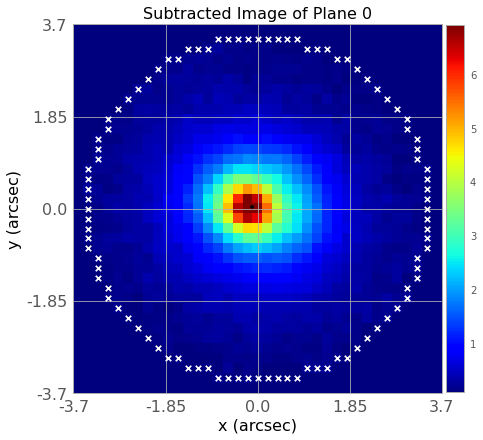 Subtracted Image of Plane 0
3.7
6
1.85
5
4
y (arcsec)
0.0
3
2
-1.85
1
-3.7
-3.7 -1.85 0.0 1.85 3.7
x (arcsec)